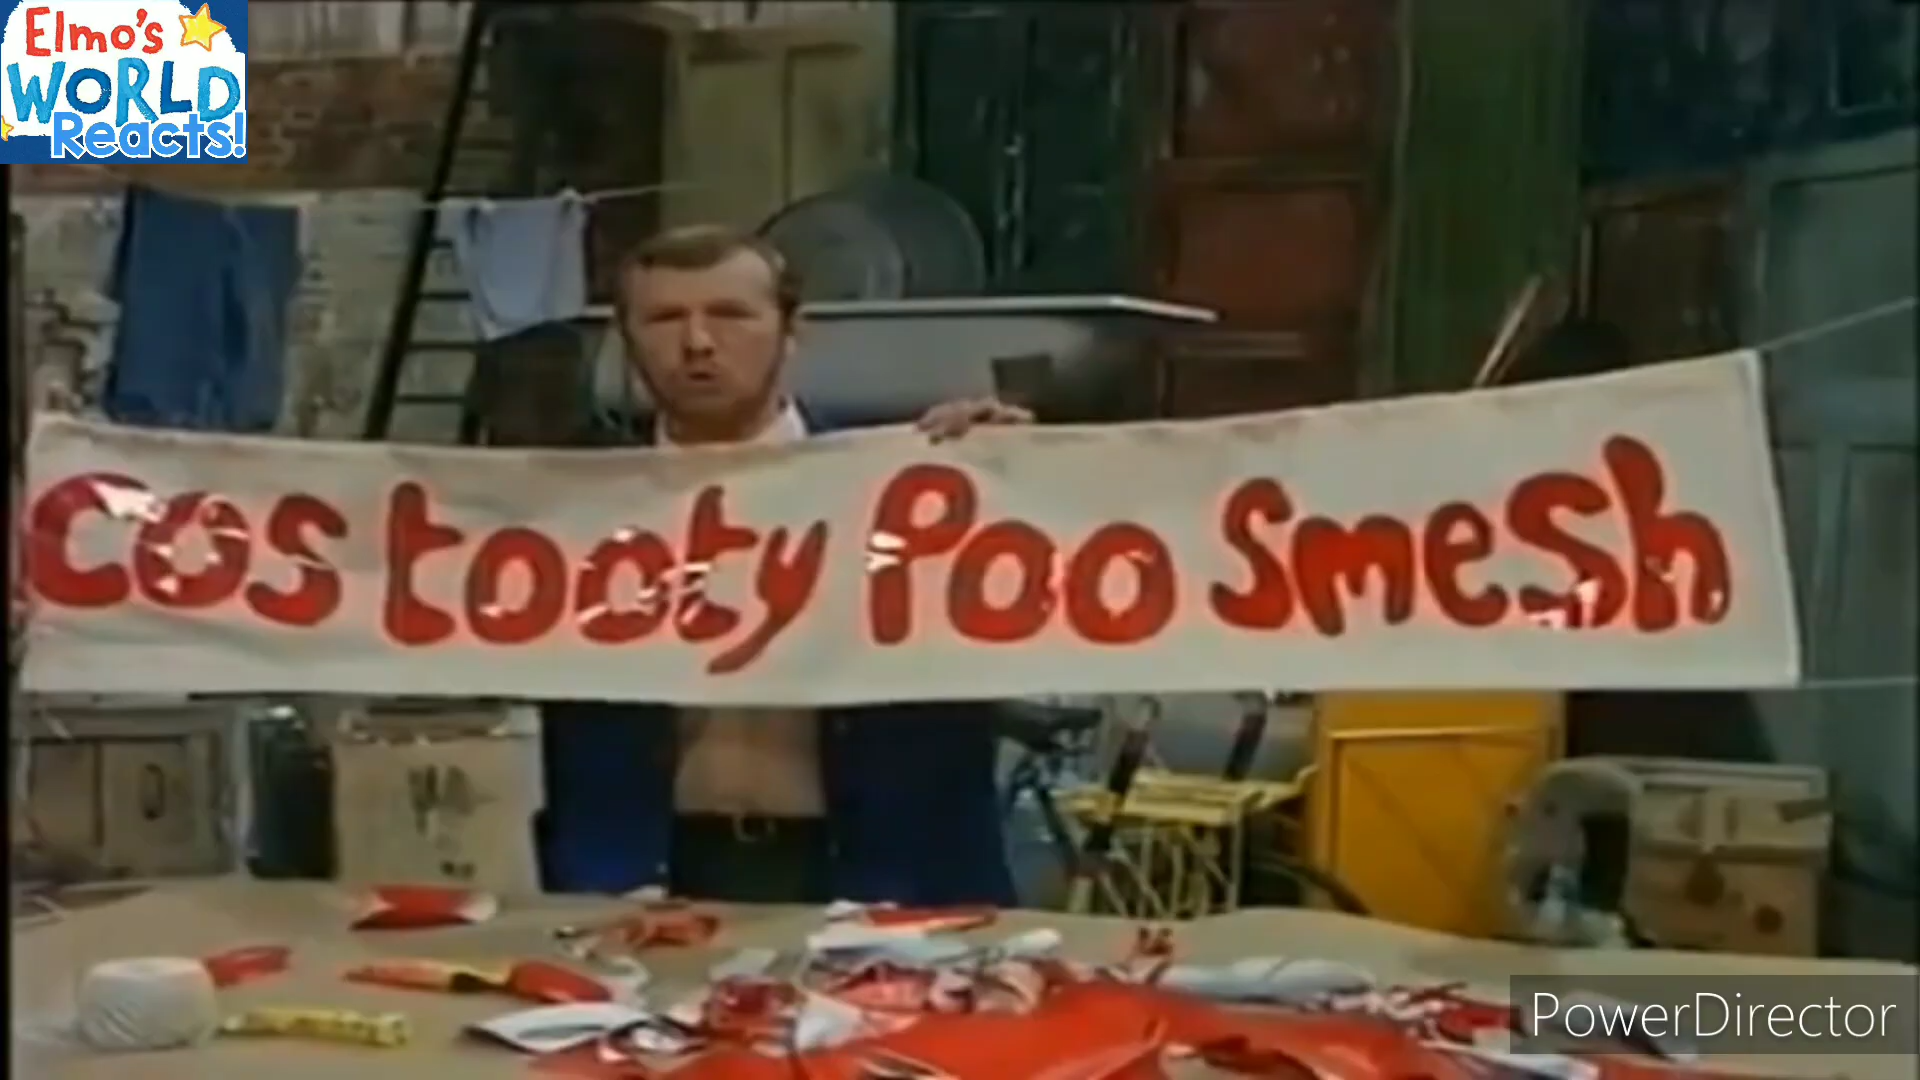 Elmo's
WORLD
Reacts!
cos tooty Poo smesh
PowerDirector